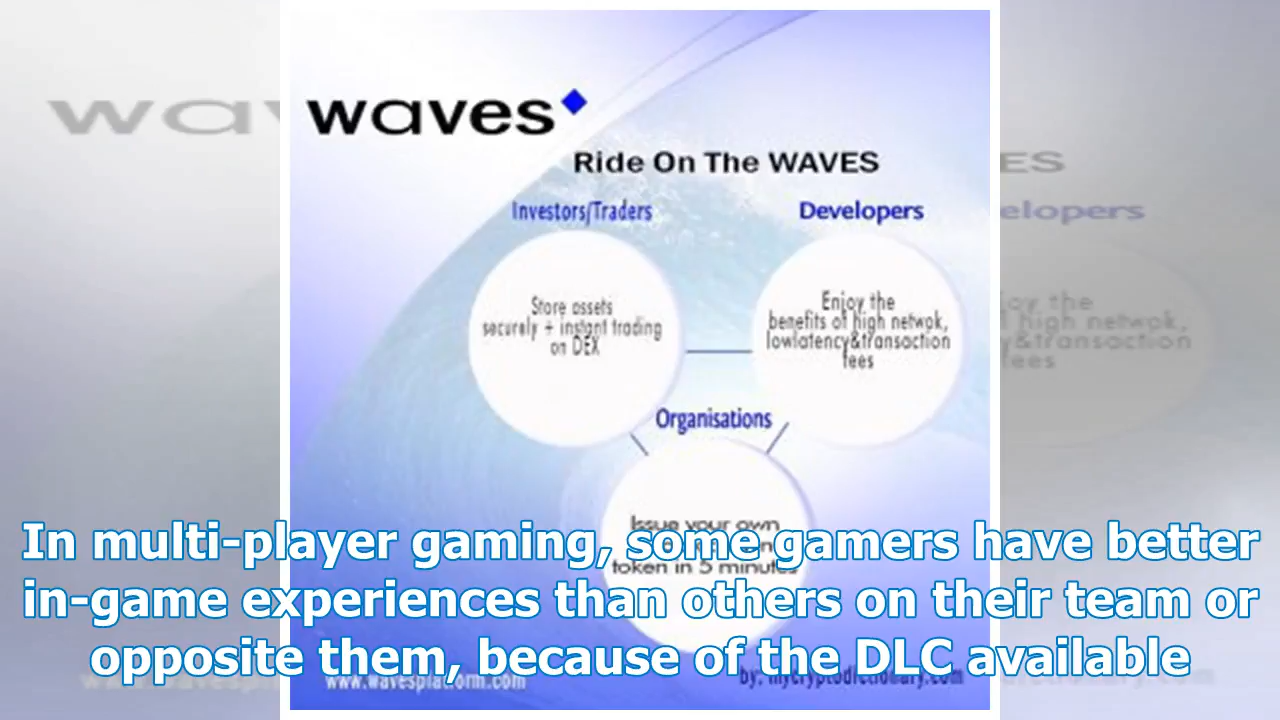 waves
Ride On The WAVES
Investors/Traders
Developers
Store assets
securely + instant trading
on DEX
Enjoy the
benefits of high netwok,
lowlatency&transaction
fees
Organisations
Issue your own
token in 5 minutes
In multi-player gaming, some gamers have better
in-game experiences than others on their team or
opposite them, because of the DLC available
www.wavesplatform.com
by: mycryptodictionary.com